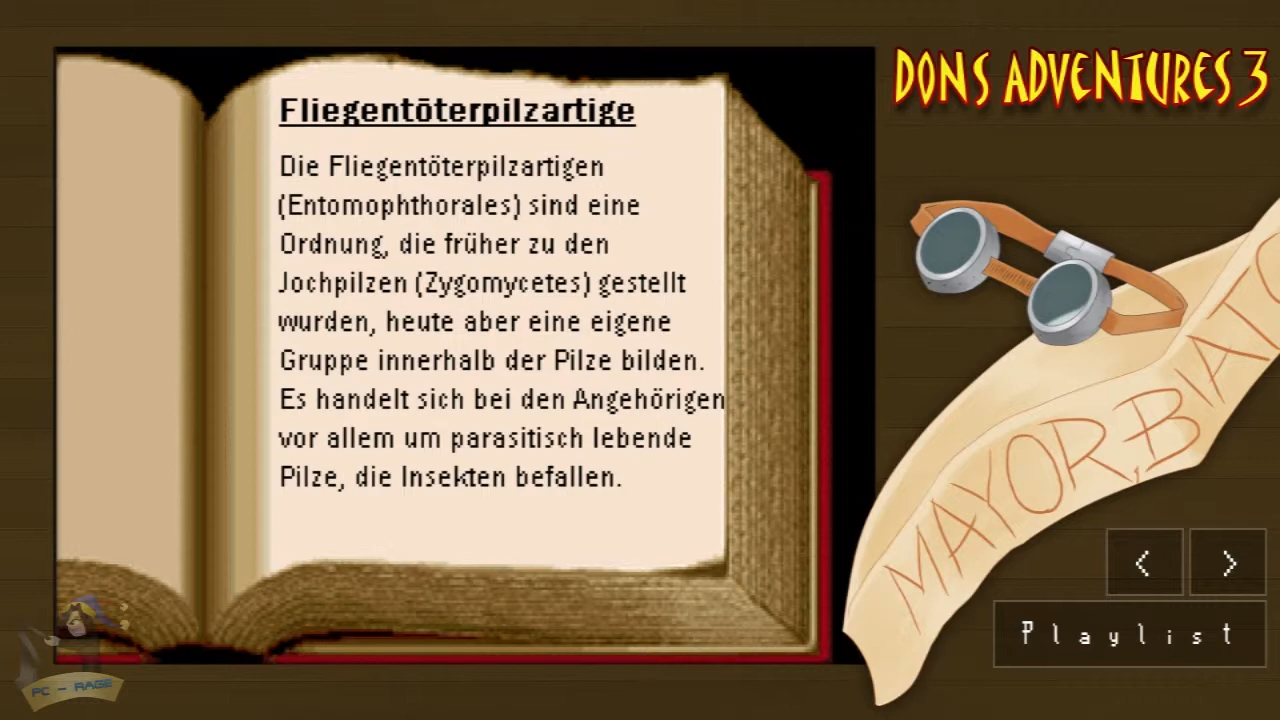 DONS ADVENTURES 3
Fliegentöterpilzartige
Die Fliegentöterpilzartigen
(Entomophthorales) sind eine
Ordnung, die früher zu den
Jochpilzen (Zygomycetes) gestellt
wurden, heute aber eine eigene
Gruppe innerhalb der Pilze bilden.
Es handelt sich bei den Angehörigen
vor allem um parasitisch lebende
Pilze, die Insekten befallen.
MAYOR, BIAT
< >
Playlist
PC - RAGE